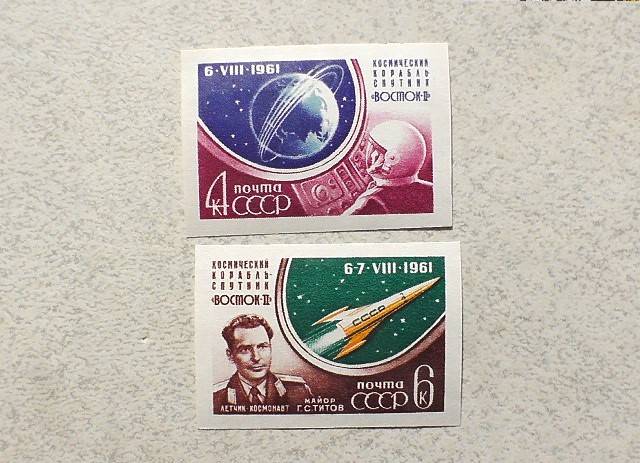 6·VIII·1961
КОСМИЧЕСКИЙ
КОРАБЛЬ-
СПУТНИК
«ВОСТОК-II»
4К ПОЧТА
СССР
КОСМИЧЕСКИЙ
КОРАБЛЬ-
СПУТНИК
«ВОСТОК-II»
6-7·VIII·1961
СССР
ЛЕТЧИК-КОСМОНАВТ
МАЙОР
Г.С.ТИТОВ
ПОЧТА
СССР 6К